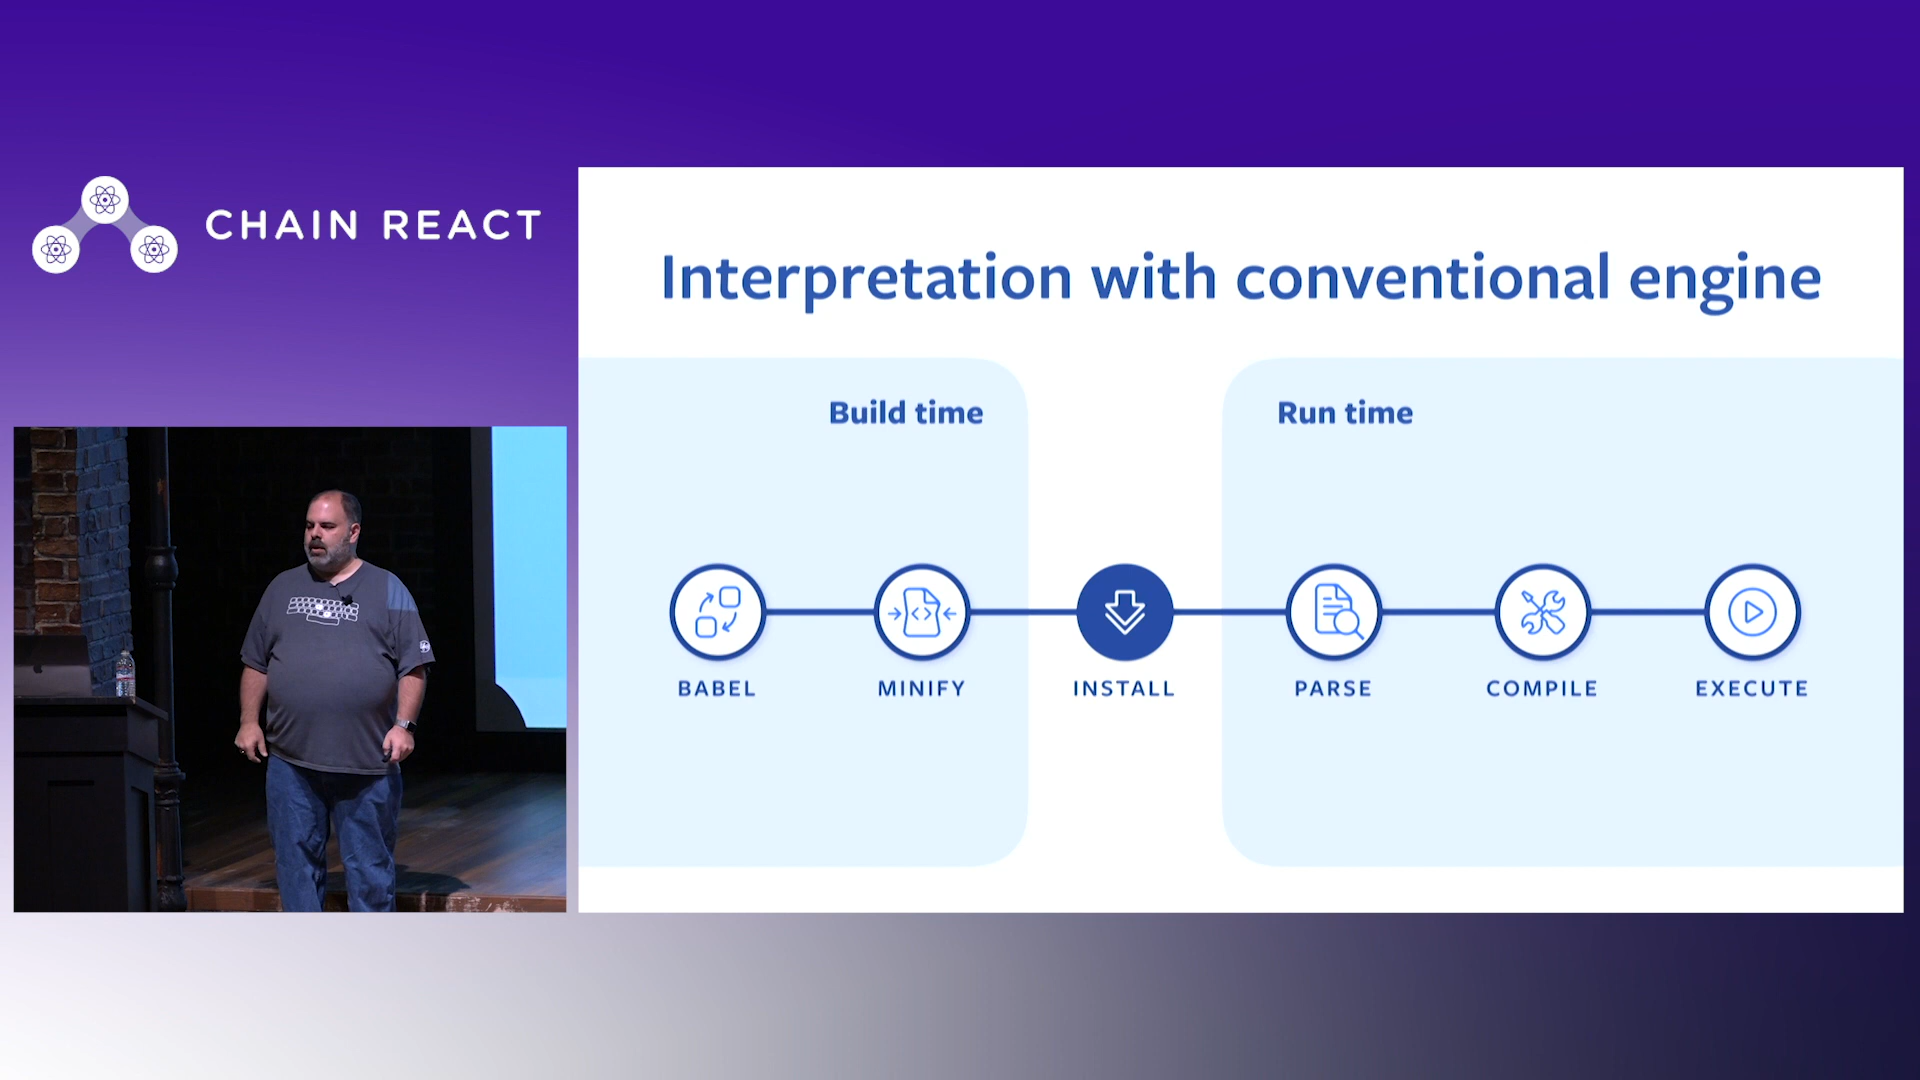 CHAIN REACT
Interpretation with conventional engine
Build time
Run time
BABEL
MINIFY
INSTALL
PARSE
COMPILE
EXECUTE